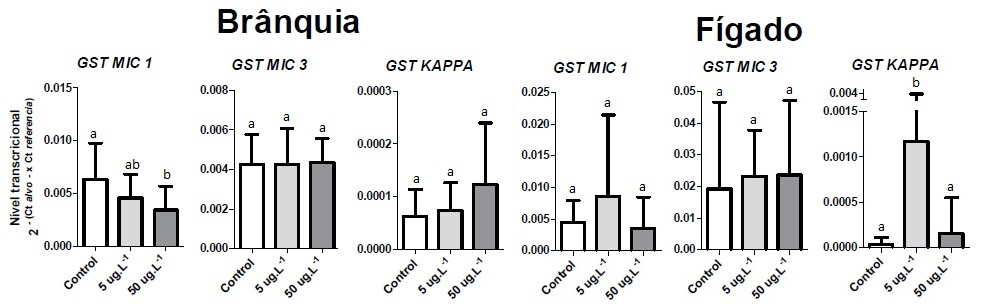 Brânquia
Fígado
GST MIC 1
GST MIC 3
GST KAPPA
GST MIC 1
GST MIC 3
GST KAPPA
Nível transcricional
2 - (Ct alvo - x Ct referencia)
0.015
0.010
0.005
0.000
a
ab
b
Control
5 ug.L-1
50 ug.L-1
0.008
0.006
0.004
0.002
0.000
a
a
a
Control
5 ug.L-1
50 ug.L-1
0.0003
0.0002
0.0001
0.0000
a
a
a
Control
5 ug.L-1
50 ug.L-1
0.025
0.020
0.015
0.010
0.005
0.000
a
a
a
Control
5 ug.L-1
50 ug.L-1
0.05
0.04
0.03
0.02
0.01
0.00
a
a
a
Control
5 ug.L-1
50 ug.L-1
0.004
0.0015
0.0010
0.0005
0.0000
a
b
a
Control
5 ug.L-1
50 ug.L-1